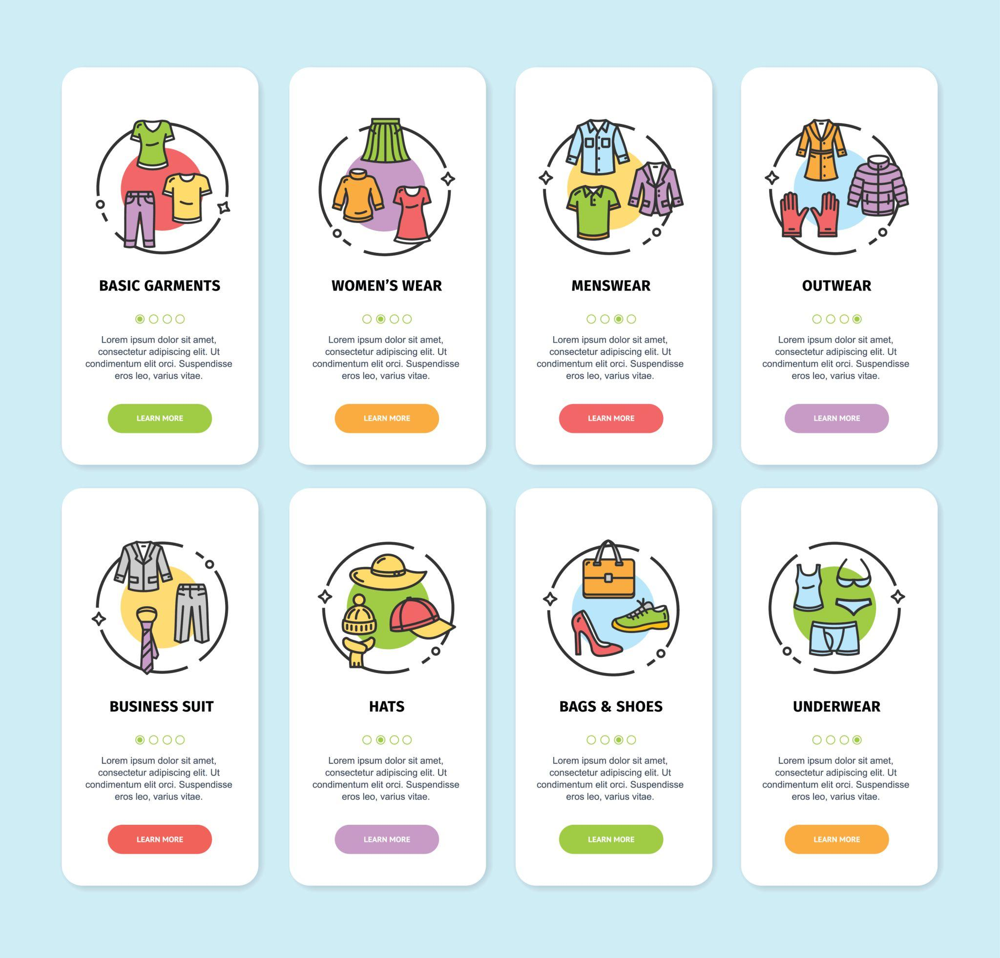 BASIC GARMENTS
Lorem ipsum dolor sit amet,
consectetur adipiscing elit. Ut
condimentum elit orci. Suspendisse
eros leo, varius vitae.
LEARN MORE
WOMEN’S WEAR
Lorem ipsum dolor sit amet,
consectetur adipiscing elit. Ut
condimentum elit orci. Suspendisse
eros leo, varius vitae.
LEARN MORE
MENSWEAR
Lorem ipsum dolor sit amet,
consectetur adipiscing elit. Ut
condimentum elit orci. Suspendisse
eros leo, varius vitae.
LEARN MORE
OUTWEAR
Lorem ipsum dolor sit amet,
consectetur adipiscing elit. Ut
condimentum elit orci. Suspendisse
eros leo, varius vitae.
LEARN MORE
BUSINESS SUIT
Lorem ipsum dolor sit amet,
consectetur adipiscing elit. Ut
condimentum elit orci. Suspendisse
eros leo, varius vitae.
LEARN MORE
HATS
Lorem ipsum dolor sit amet,
consectetur adipiscing elit. Ut
condimentum elit orci. Suspendisse
eros leo, varius vitae.
LEARN MORE
BAGS & SHOES
Lorem ipsum dolor sit amet,
consectetur adipiscing elit. Ut
condimentum elit orci. Suspendisse
eros leo, varius vitae.
LEARN MORE
UNDERWEAR
Lorem ipsum dolor sit amet,
consectetur adipiscing elit. Ut
condimentum elit orci. Suspendisse
eros leo, varius vitae.
LEARN MORE